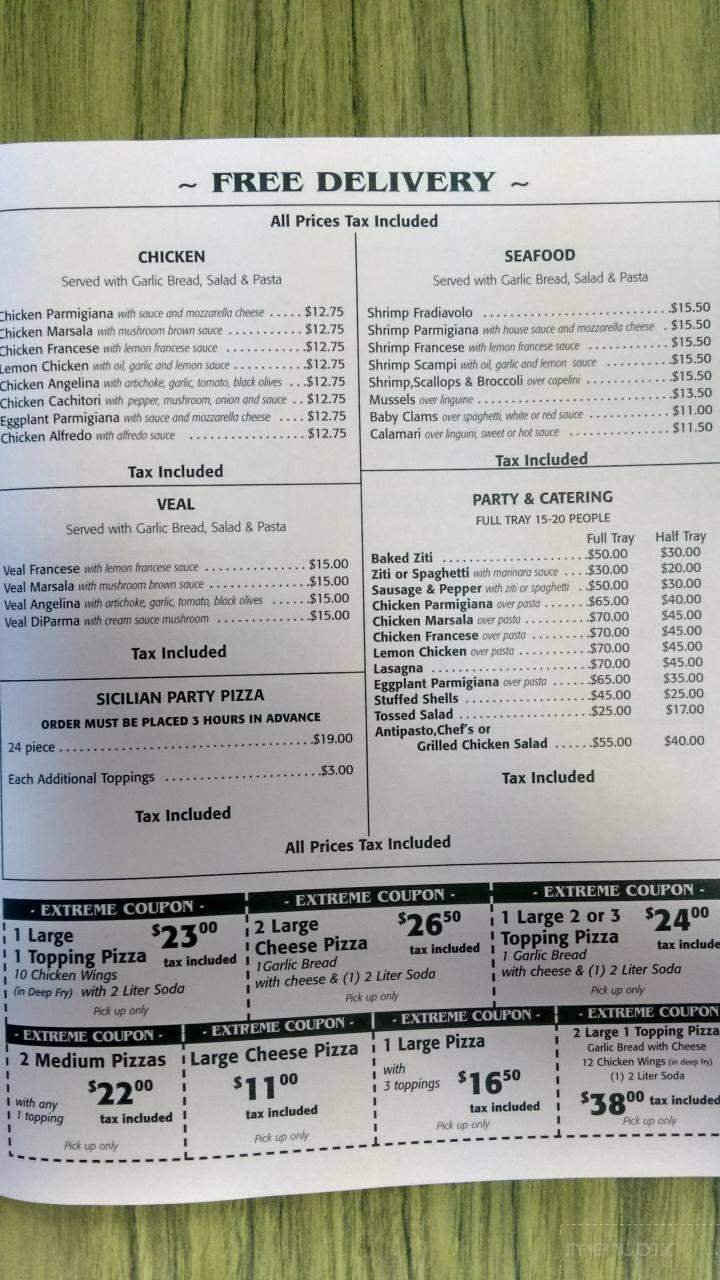 ~ FREE DELIVERY ~
All Prices Tax Included
CHICKEN
Served with Garlic Bread, Salad & Pasta
Chicken Parmigiana with sauce and mozzarella cheese ..... $12.75
Chicken Marsala with mushroom brown sauce .......... $12.75
Chicken Francese with lemon francese sauce ........... $12.75
Lemon Chicken with oil, garlic and lemon sauce .......... $12.75
Chicken Angelina with artichoke, garlic, tomato, black olives ... $12.75
Chicken Cachitori with pepper, mushroom, onion and sauce .. $12.75
Eggplant Parmigiana with sauce and mozzarella cheese .... $12.75
Chicken Alfredo with alfredo sauce ................ $12.75
Tax Included
VEAL
Served with Garlic Bread, Salad & Pasta
Veal Francese with lemon francese sauce ............... $15.00
Veal Marsala with mushroom brown sauce .............. $15.00
Veal Angelina with artichoke, garlic, tomato, black olives ...... $15.00
Veal DiParma with cream sauce mushroom ............. $15.00
Tax Included
SICILIAN PARTY PIZZA
ORDER MUST BE PLACED 3 HOURS IN ADVANCE
24 piece ................................... $19.00
Each Additional Toppings ...................... $3.00
Tax Included
SEAFOOD
Served with Garlic Bread, Salad & Pasta
Shrimp Fradiavolo .......................... $15.50
Shrimp Parmigiana with house sauce and mozzarella cheese . $15.50
Shrimp Francese with lemon francese sauce ............ $15.50
Shrimp Scampi with oil, garlic and lemon sauce .......... $15.50
Shrimp,Scallops & Broccoli over capelini ............ $15.50
Mussels over linguine ........................... $13.50
Baby Clams over spaghetti, white or red sauce ........... $11.00
Calamari over linguini, sweet or hot sauce .............. $11.50
Tax Included
PARTY & CATERING
FULL TRAY 15-20 PEOPLE
Full Tray Half Tray
Baked Ziti ..................... $50.00 $30.00
Ziti or Spaghetti with marinara sauce .... $30.00 $20.00
Sausage & Pepper with ziti or spaghetti . $50.00 $30.00
Chicken Parmigiana over pasta ....... $65.00 $40.00
Chicken Marsala over pasta .......... $70.00 $45.00
Chicken Francese over pasta ......... $70.00 $45.00
Lemon Chicken over pasta ........... $70.00 $45.00
Lasagna ....................... $70.00 $45.00
Eggplant Parmigiana over pasta ...... $65.00 $35.00
Stuffed Shells .................. $45.00 $25.00
Tossed Salad ................... $25.00 $17.00
Antipasto,Chef's or
Grilled Chicken Salad ...... $55.00 $40.00
Tax Included
All Prices Tax Included
- EXTREME COUPON -
1 Large
1 Topping Pizza
$23.00
tax included
10 Chicken Wings
(in Deep Fry) with 2 Liter Soda
Pick up only
- EXTREME COUPON -
2 Large
Cheese Pizza
$26.50
tax included
1Garlic Bread
with cheese & (1) 2 Liter Soda
Pick up only
- EXTREME COUPON -
1 Large 2 or 3
Topping Pizza
$24.00
tax include
1 Garlic Bread
with cheese & (1) 2 Liter Soda
Pick up only
- EXTREME COUPON -
2 Medium Pizzas
$22.00
with any
1 topping
tax included
Pick up only
- EXTREME COUPON -
Large Cheese Pizza
$11.00
tax included
Pick up only
- EXTREME COUPON -
1 Large Pizza
with
3 toppings
$16.50
tax included
Pick up only
- EXTREME COUPON
2 Large 1 Topping Pizza
Garlic Bread with Cheese
12 Chicken Wings (in deep fry)
(1) 2 Liter Soda
$38.00 tax included
Pick up only
menubix